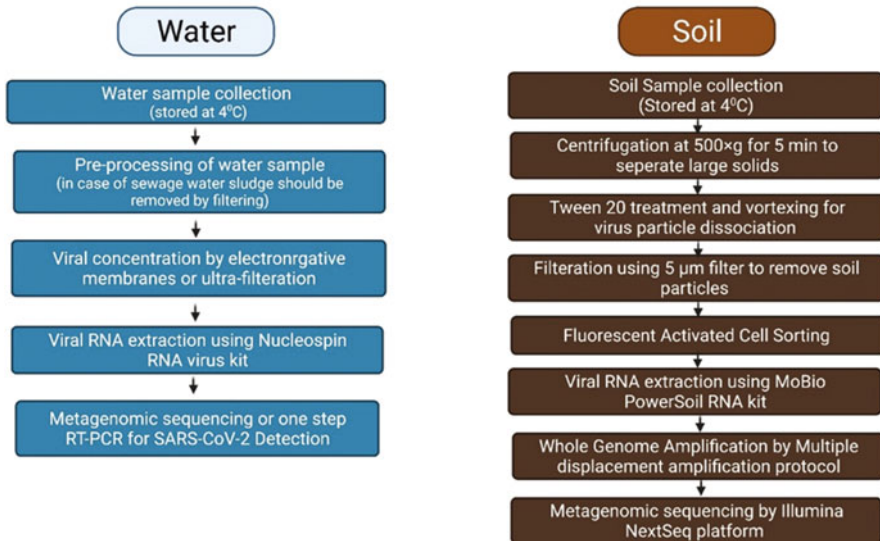 Water
Water sample collection
(stored at 4⁰C)
Pre-processing of water sample
(in case of sewage water sludge should be
removed by filtering)
Viral concentration by electronrgative
membranes or ultra-filteration
Viral RNA extraction using Nucleospin
RNA virus kit
Metagenomic sequencing or one step
RT-PCR for SARS-CoV-2 Detection
Soil
Soil Sample collection
(Stored at 4⁰C)
Centrifugation at 500×g for 5 min to
seperate large solids
Tween 20 treatment and vortexing for
virus particle dissociation
Filteration using 5 µm filter to remove soil
particles
Fluorescent Activated Cell Sorting
Viral RNA extraction using MoBio
PowerSoil RNA kit
Whole Genome Amplification by Multiple
displacement amplification protocol
Metagenomic sequencing by Illumina
NextSeq platform